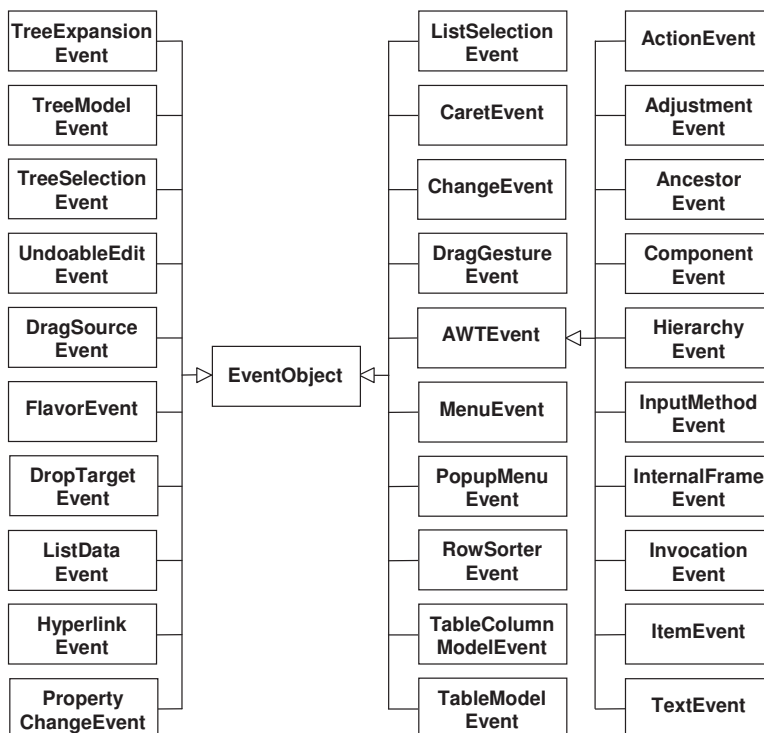 TreeExpansion
Event
TreeModel
Event
TreeSelection
Event
UndoableEdit
Event
DragSource
Event
FlavorEvent
DropTarget
Event
ListData
Event
Hyperlink
Event
Property
ChangeEvent
EventObject
ListSelection
Event
CaretEvent
ChangeEvent
DragGesture
Event
AWTEvent
MenuEvent
PopupMenu
Event
RowSorter
Event
TableColumn
ModelEvent
TableModel
Event
ActionEvent
Adjustment
Event
Ancestor
Event
Component
Event
Hierarchy
Event
InputMethod
Event
InternalFrame
Event
Invocation
Event
ItemEvent
TextEvent